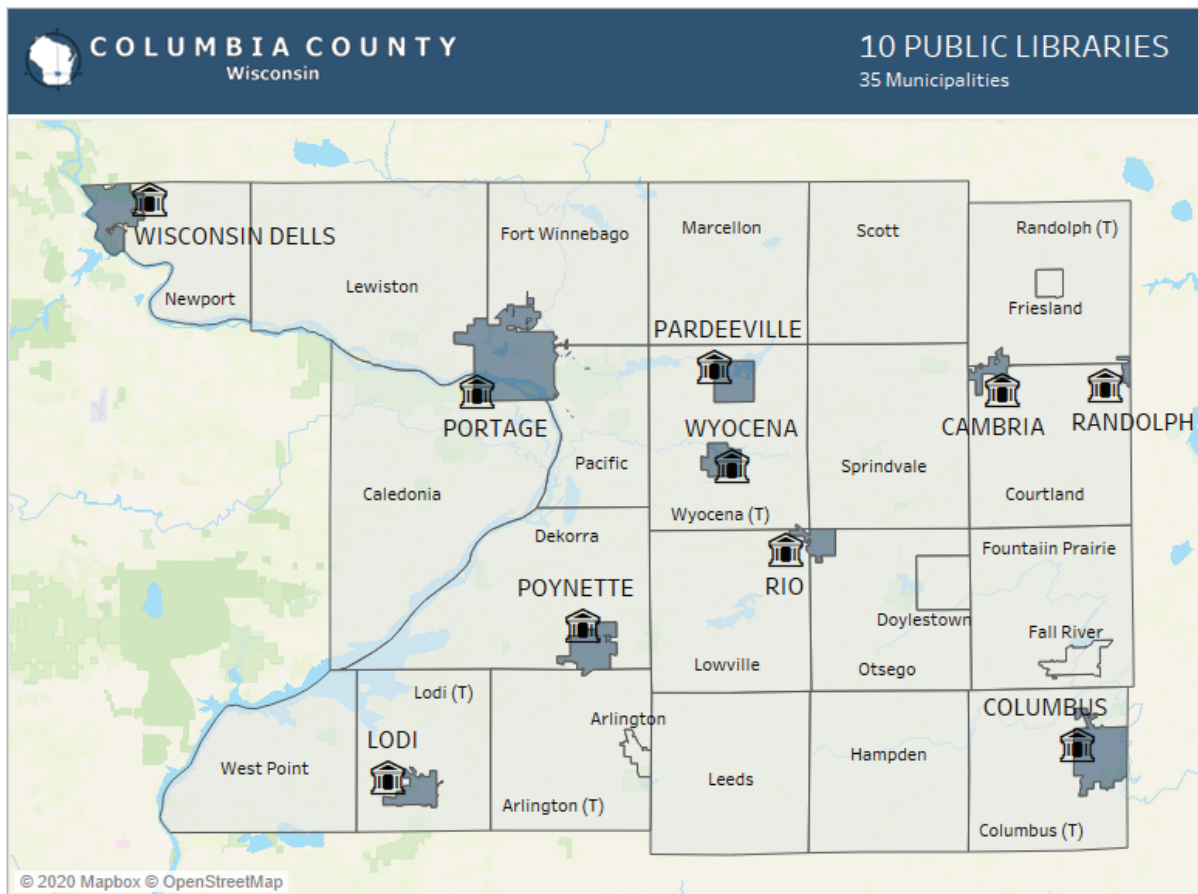 COLUMBIA COUNTY
Wisconsin
10 PUBLIC LIBRARIES
35 Municipalities
WISCONSIN DELLS
Newport
Lewiston
Fort Winnebago
Marcellon
Scott
Randolph (T)
Friesland
PARDEEVILLE
PORTAGE
WYOCENA
CAMBRIA
RANDOLPH
Caledonia
Pacific
Sprindvale
Courtland
Wyocena (T)
Dekorra
Fountaiin Prairie
POYNETTE
RIO
Doylestown
Fall River
Lowville
Otsego
Lodi (T)
Arlington
COLUMBUS
LODI
West Point
Hampden
Leeds
Arlington (T)
Columbus (T)
© 2020 Mapbox © OpenStreetMap